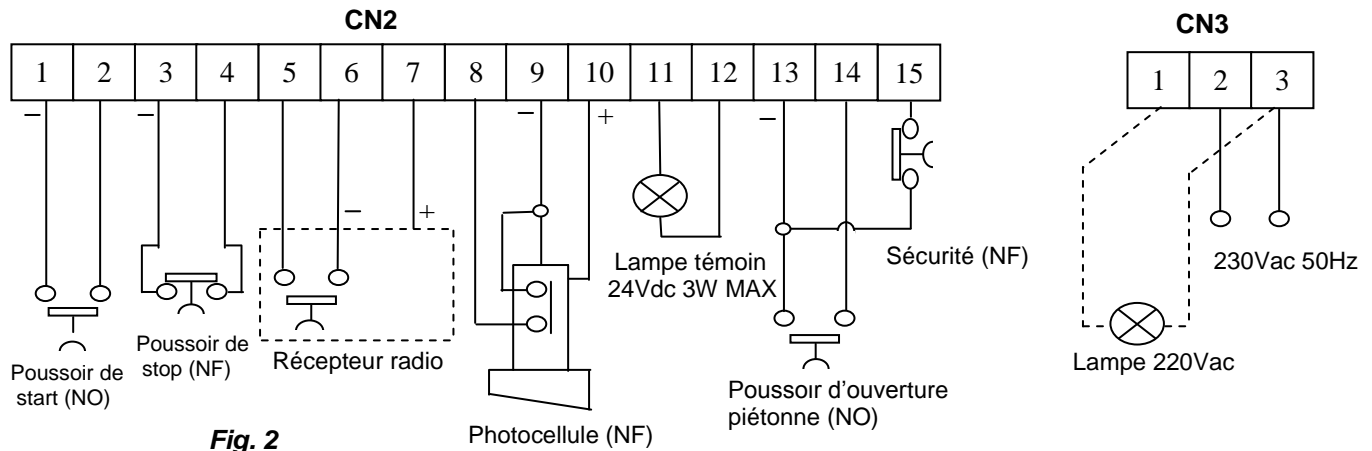 CN2
CN3
1 2 3 4 5 6 7 8 9 10 11 12 13 14 15
1 2 3
– – – + – + –
Poussoir de
start (NO)
Poussoir de
stop (NF)
Récepteur radio
Photocellule (NF)
Lampe témoin
24Vdc 3W MAX
Poussoir d'ouverture
piétonne (NO)
Sécurité (NF)
230Vac 50Hz
Lampe 220Vac
Fig. 2